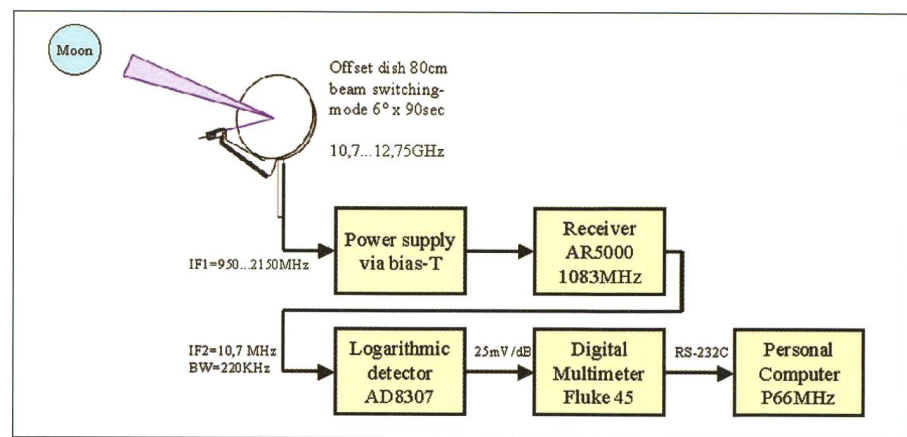 Moon
Offset dish 80cm
beam switching-
mode 6° x 90sec
10,7...12,75GHz
IF1=950...2150MHz
Power supply
via bias-T
Receiver
AR5000
1083MHz
IF2=10,7 MHz
BW=220KHz
Logarithmic
detector
AD8307
25mV/dB
Digital
Multimeter
Fluke 45
RS-232C
Personal
Computer
P66MHz